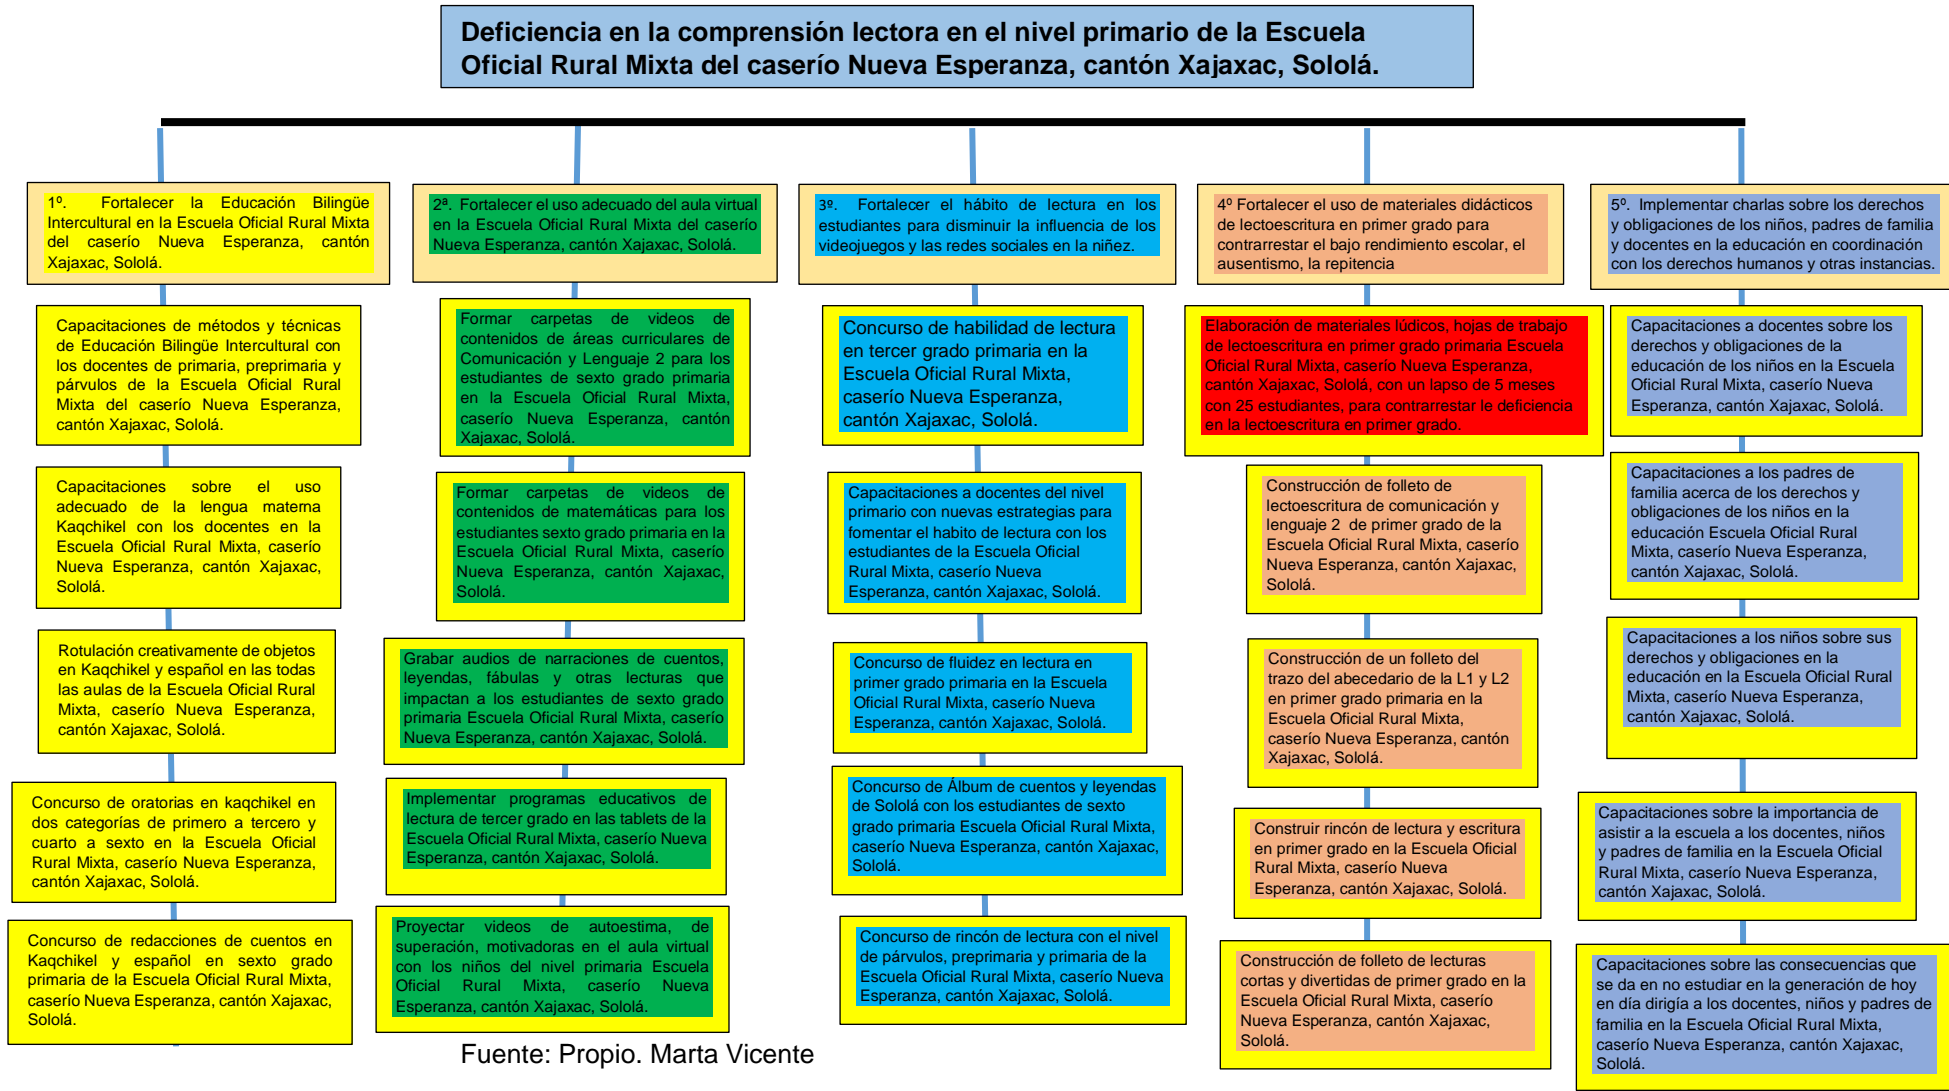 Deficiencia en la comprensión lectora en el nivel primario de la Escuela
Oficial Rural Mixta del caserío Nueva Esperanza, cantón Xajaxac, Sololá.
1º. Fortalecer la Educación Bilingüe
Intercultural en la Escuela Oficial Rural Mixta
del caserío Nueva Esperanza, cantón
Xajaxac, Sololá.
Capacitaciones de métodos y técnicas
de Educación Bilingüe Intercultural con
los docentes de primaria, preprimaria y
párvulos de la Escuela Oficial Rural
Mixta del caserío Nueva Esperanza,
cantón Xajaxac, Sololá.
Capacitaciones sobre el uso
adecuado de la lengua materna
Kaqchikel con los docentes en la
Escuela Oficial Rural Mixta, caserío
Nueva Esperanza, cantón Xajaxac,
Sololá.
Rotulación creativamente de objetos
en Kaqchikel y español en las todas
las aulas de la Escuela Oficial Rural
Mixta, caserío Nueva Esperanza,
cantón Xajaxac, Sololá.
Concurso de oratorias en kaqchikel en
dos categorías de primero a tercero y
cuarto a sexto en la Escuela Oficial
Rural Mixta, caserío Nueva Esperanza,
cantón Xajaxac, Sololá.
Concurso de redacciones de cuentos en
Kaqchikel y español en sexto grado
primaria de la Escuela Oficial Rural Mixta,
caserío Nueva Esperanza, cantón Xajaxac,
Sololá.
2ª. Fortalecer el uso adecuado del aula virtual
en la Escuela Oficial Rural Mixta del caserío
Nueva Esperanza, cantón Xajaxac, Sololá.
Formar carpetas de videos de
contenidos de áreas curriculares de
Comunicación y Lenguaje 2 para los
estudiantes de sexto grado primaria
en la Escuela Oficial Rural Mixta,
caserío Nueva Esperanza, cantón
Xajaxac, Sololá.
Formar carpetas de videos de
contenidos de matemáticas para los
estudiantes sexto grado primaria en la
Escuela Oficial Rural Mixta, caserío
Nueva Esperanza, cantón Xajaxac,
Sololá.
Grabar audios de narraciones de cuentos,
leyendas, fábulas y otras lecturas que
impactan a los estudiantes de sexto grado
primaria Escuela Oficial Rural Mixta, caserío
Nueva Esperanza, cantón Xajaxac, Sololá.
Implementar programas educativos de
lectura de tercer grado en las tablets de la
Escuela Oficial Rural Mixta, caserío Nueva
Esperanza, cantón Xajaxac, Sololá.
Proyectar videos de autoestima, de
superación, motivadoras en el aula virtual
con los niños del nivel primaria Escuela
Oficial Rural Mixta, caserío Nueva
Esperanza, cantón Xajaxac, Sololá.
3º. Fortalecer el hábito de lectura en los
estudiantes para disminuir la influencia de los
videojuegos y las redes sociales en la niñez.
Concurso de habilidad de lectura
en tercer grado primaria en la
Escuela Oficial Rural Mixta,
caserío Nueva Esperanza,
cantón Xajaxac, Sololá.
Capacitaciones a docentes del nivel
primario con nuevas estrategias para
fomentar el habito de lectura con los
estudiantes de la Escuela Oficial
Rural Mixta, caserío Nueva
Esperanza, cantón Xajaxac, Sololá.
Concurso de fluidez en lectura en
primer grado primaria en la Escuela
Oficial Rural Mixta, caserío Nueva
Esperanza, cantón Xajaxac, Sololá.
Concurso de Álbum de cuentos y leyendas
de Sololá con los estudiantes de sexto
grado primaria Escuela Oficial Rural Mixta,
caserío Nueva Esperanza, cantón Xajaxac,
Sololá.
Concurso de rincón de lectura con el nivel
de párvulos, preprimaria y primaria de la
Escuela Oficial Rural Mixta, caserío Nueva
Esperanza, cantón Xajaxac, Sololá.
4º Fortalecer el uso de materiales didácticos
de lectoescritura en primer grado para
contrarrestar el bajo rendimiento escolar, el
ausentismo, la repitencia
Elaboración de materiales lúdicos, hojas de trabajo
de lectoescritura en primer grado primaria Escuela
Oficial Rural Mixta, caserío Nueva Esperanza,
cantón Xajaxac, Sololá, con un lapso de 5 meses
con 25 estudiantes, para contrarrestar le deficiencia
en la lectoescritura en primer grado.
Construcción de folleto de
lectoescritura de comunicación y
lenguaje 2 de primer grado de la
Escuela Oficial Rural Mixta, caserío
Nueva Esperanza, cantón Xajaxac,
Sololá.
Construcción de un folleto del
trazo del abecedario de la L1 y L2
en primer grado primaria en la
Escuela Oficial Rural Mixta,
caserío Nueva Esperanza, cantón
Xajaxac, Sololá.
Construir rincón de lectura y escritura
en primer grado en la Escuela Oficial
Rural Mixta, caserío Nueva
Esperanza, cantón Xajaxac, Sololá.
Construcción de folleto de lecturas
cortas y divertidas de primer grado en la
Escuela Oficial Rural Mixta, caserío
Nueva Esperanza, cantón Xajaxac,
Sololá.
5º. Implementar charlas sobre los derechos
y obligaciones de los niños, padres de familia
y docentes en la educación en coordinación
con los derechos humanos y otras instancias.
Capacitaciones a docentes sobre los
derechos y obligaciones de la
educación de los niños en la Escuela
Oficial Rural Mixta, caserío Nueva
Esperanza, cantón Xajaxac, Sololá.
Capacitaciones a los padres de
familia acerca de los derechos y
obligaciones de los niños en la
educación Escuela Oficial Rural
Mixta, caserío Nueva Esperanza,
cantón Xajaxac, Sololá.
Capacitaciones a los niños sobre sus
derechos y obligaciones en la
educación en la Escuela Oficial Rural
Mixta, caserío Nueva Esperanza,
cantón Xajaxac, Sololá.
Capacitaciones sobre la importancia de
asistir a la escuela a los docentes, niños
y padres de familia en la Escuela Oficial
Rural Mixta, caserío Nueva Esperanza,
cantón Xajaxac, Sololá.
Capacitaciones sobre las consecuencias que
se da en no estudiar en la generación de hoy
en día dirigía a los docentes, niños y padres de
familia en la Escuela Oficial Rural Mixta,
caserío Nueva Esperanza, cantón Xajaxac,
Sololá.
Fuente: Propio. Marta Vicente